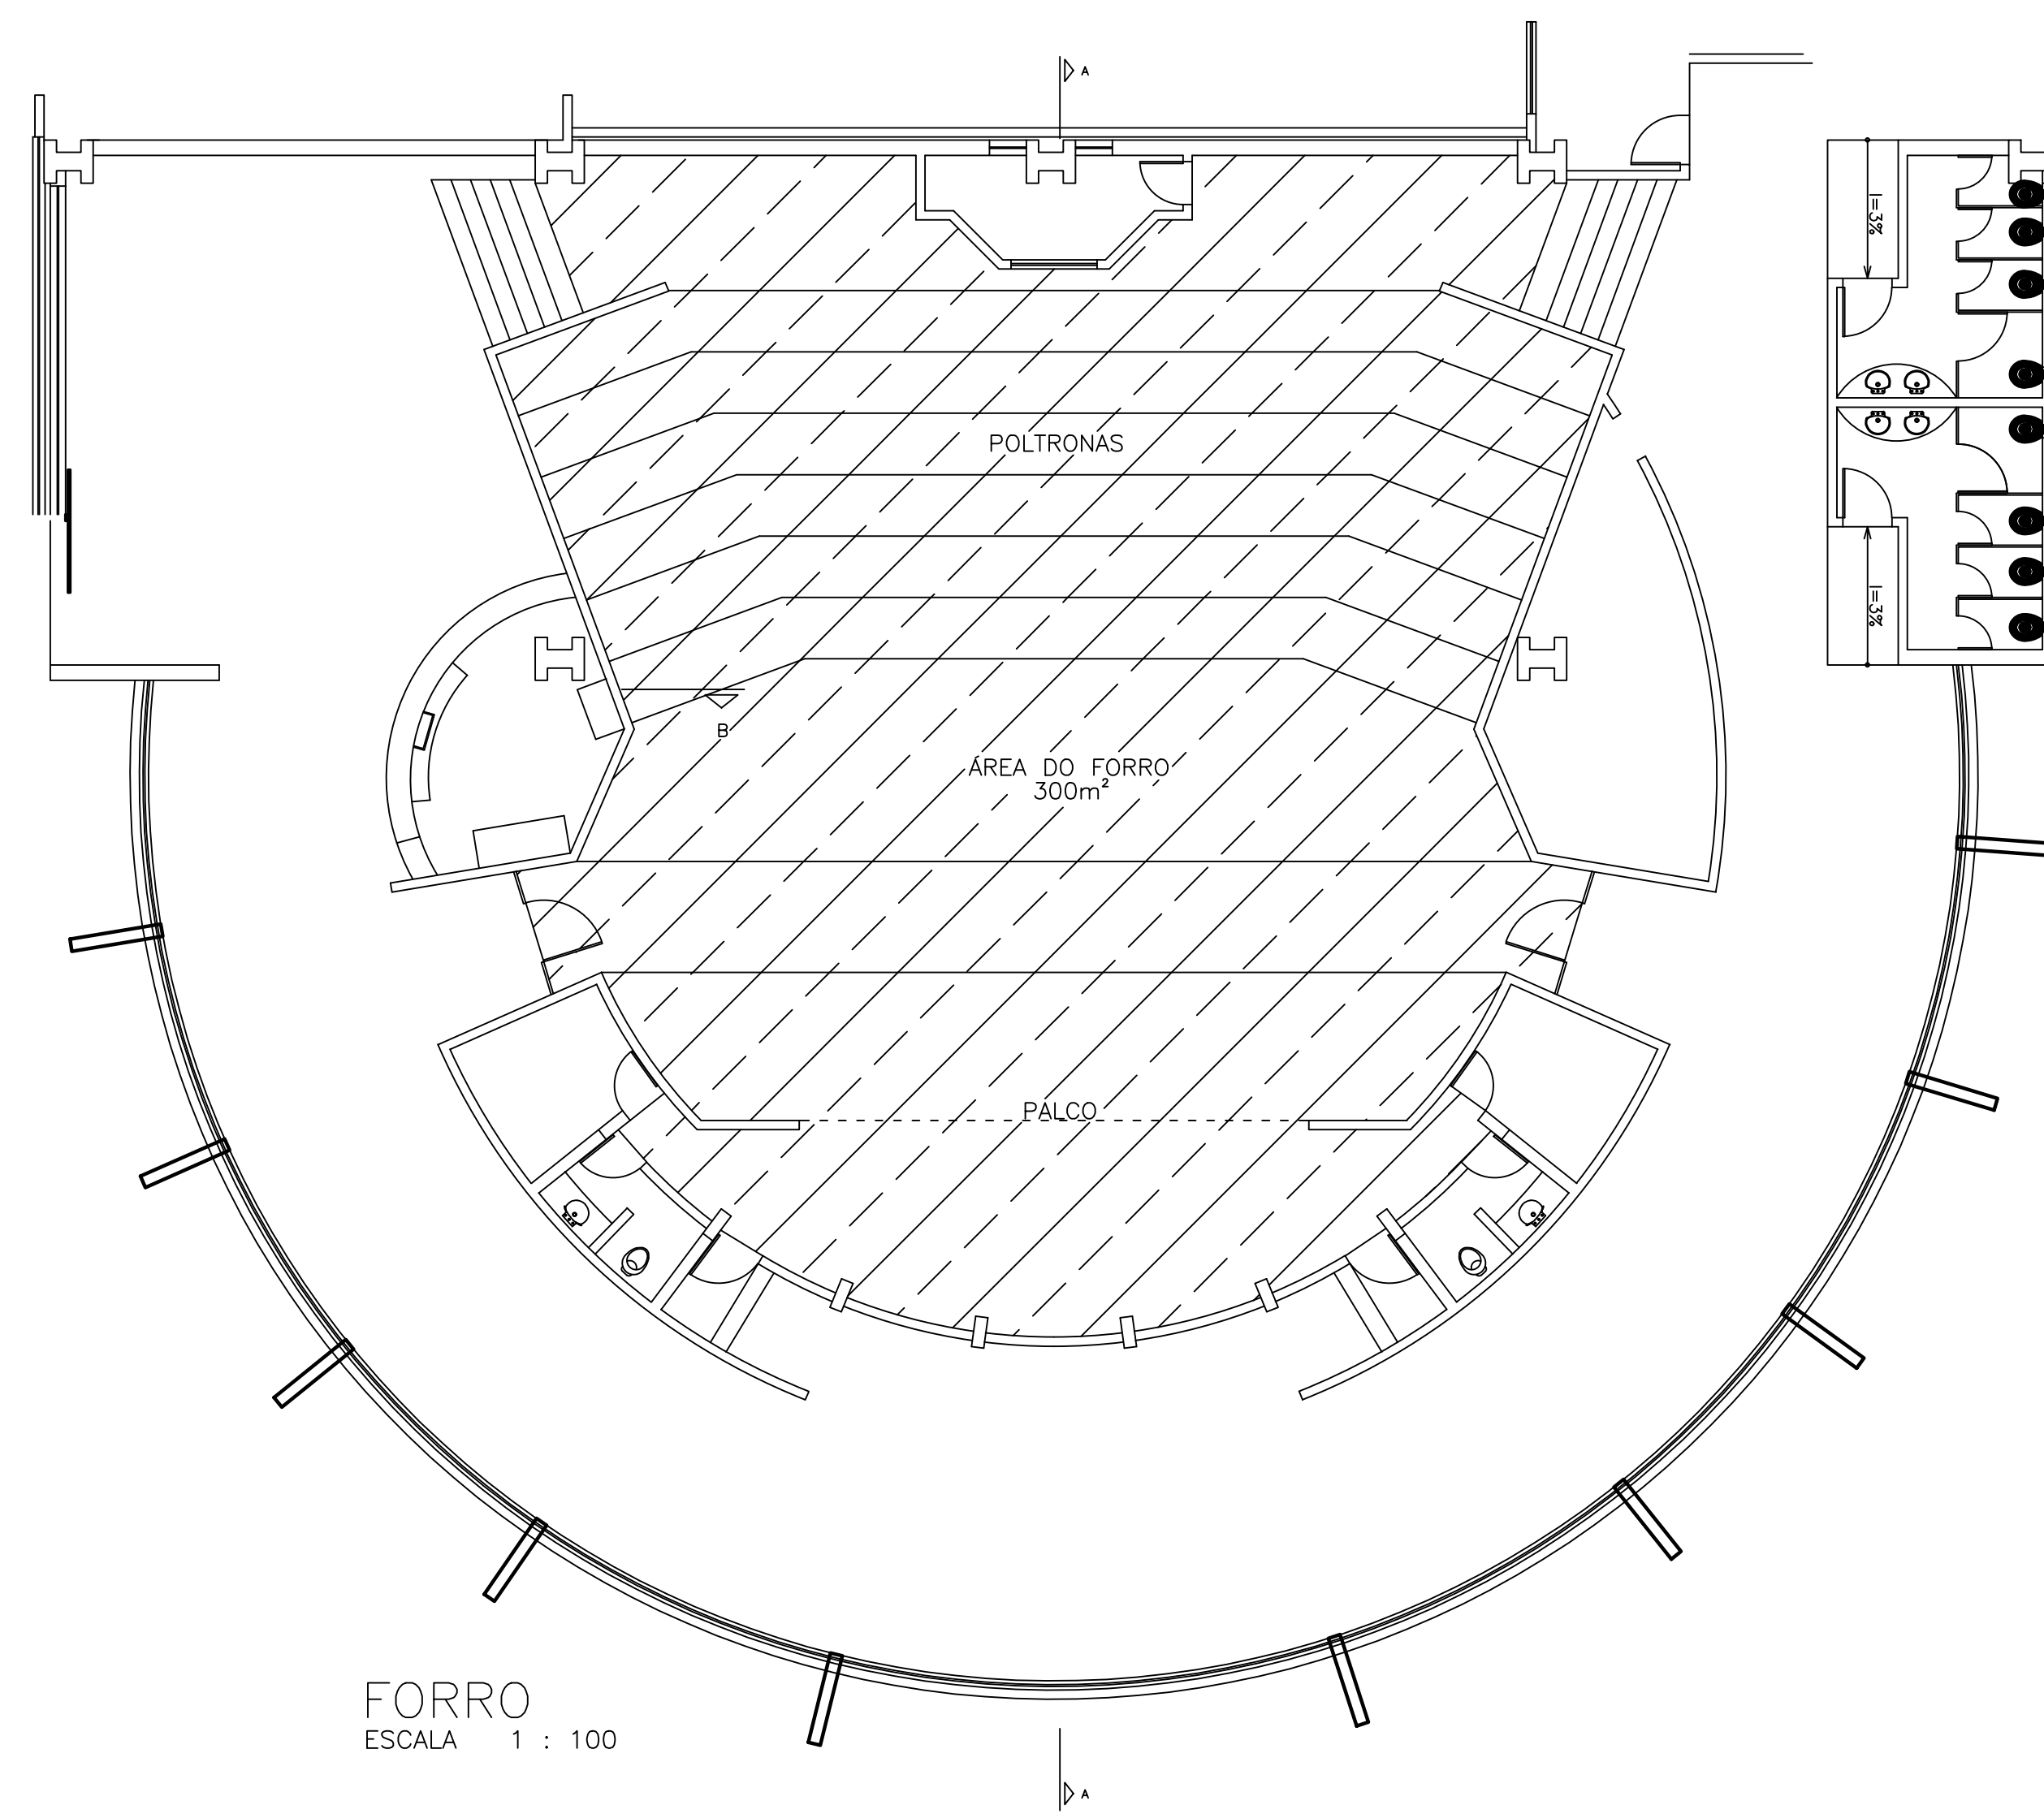 A
I=3%
POLTRONAS
I=3%
B
ÁREA DO FORRO
300m²
PALCO
FORRO
ESCALA 1 : 100
A